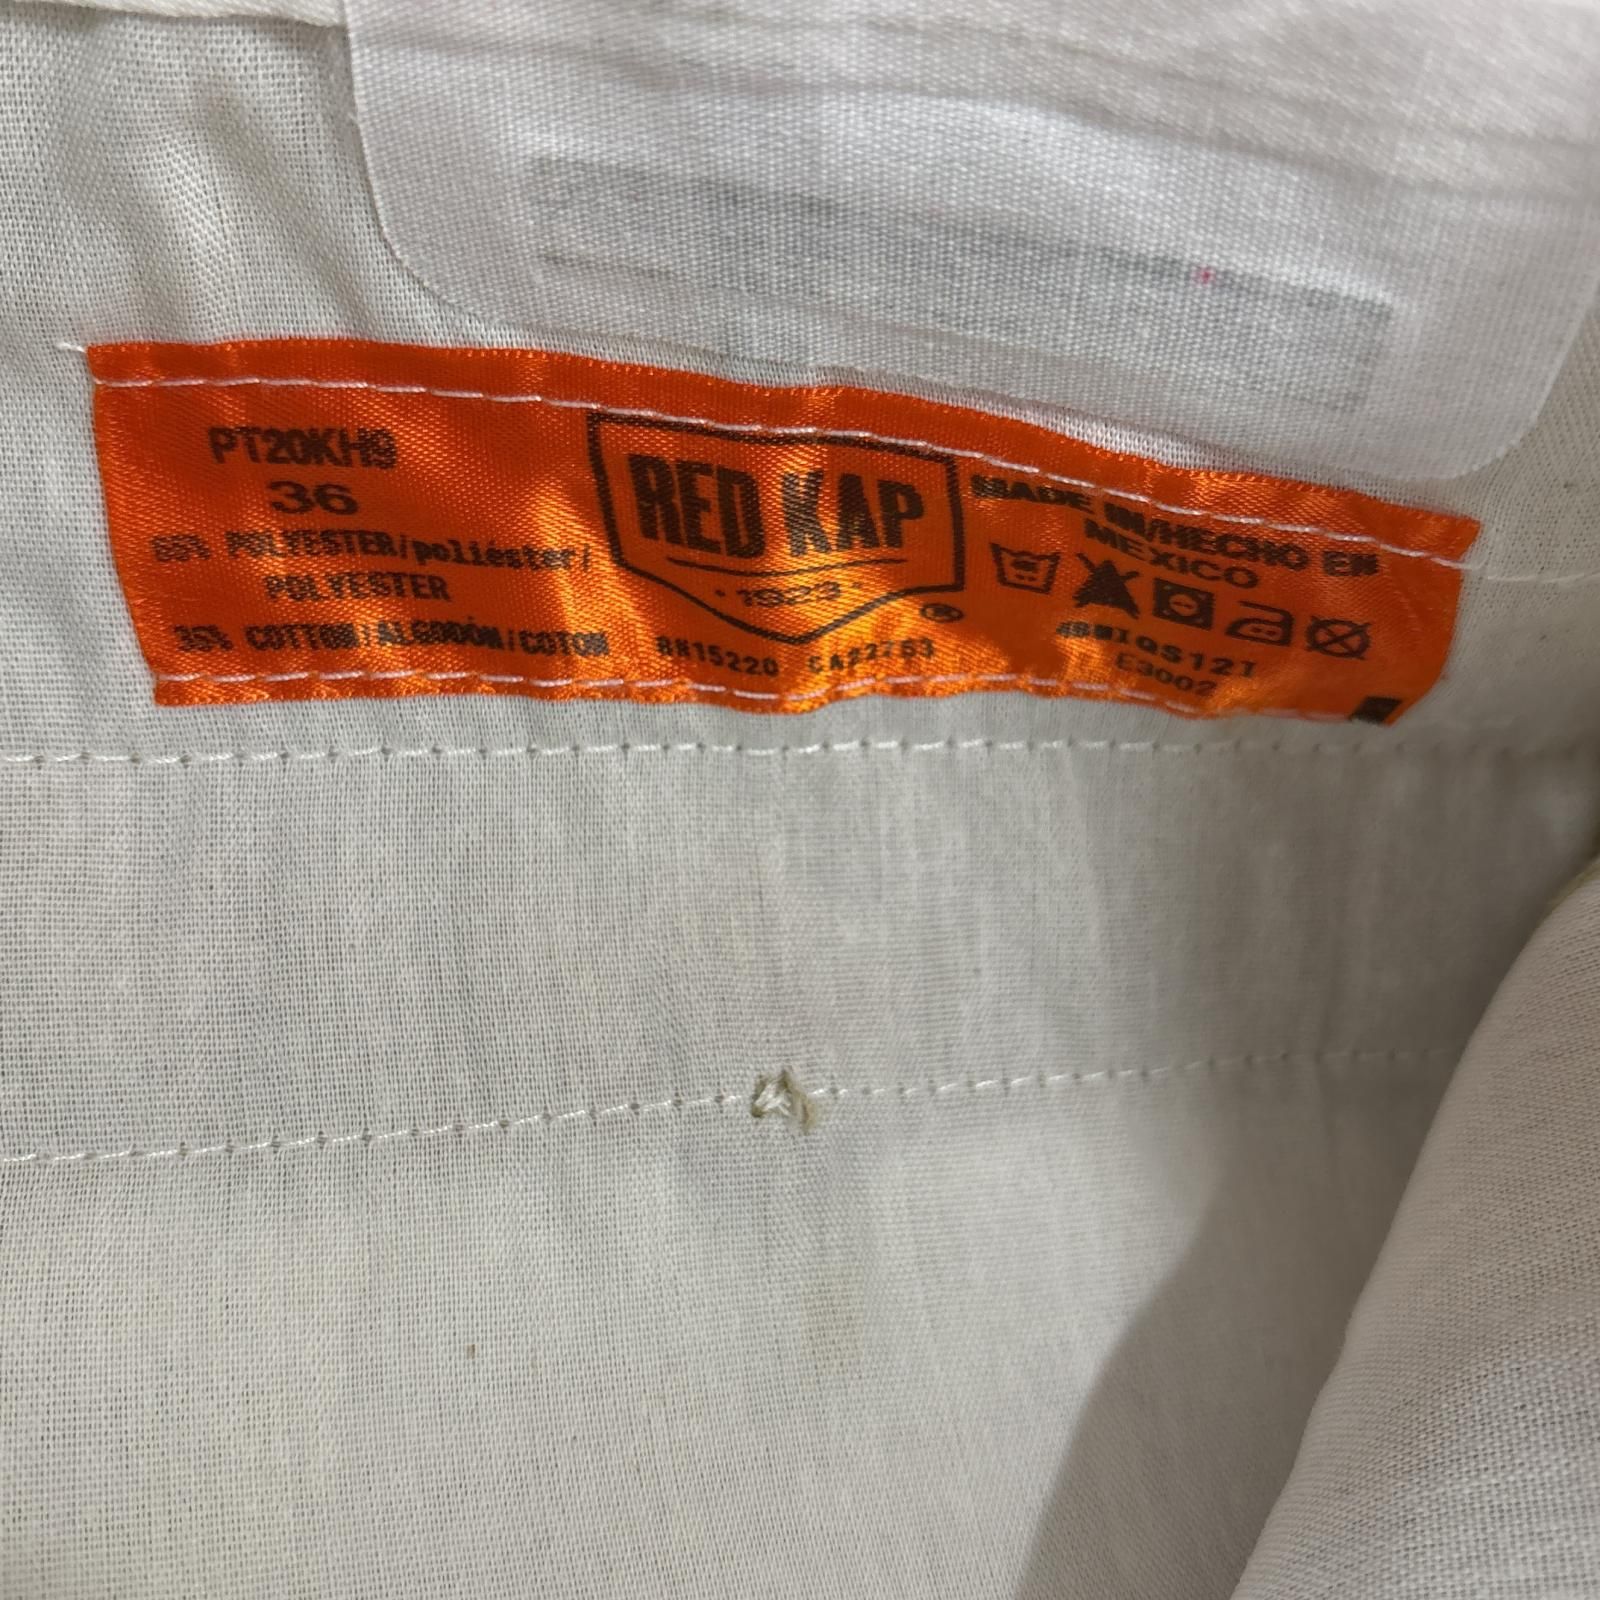 PT20KH9
36
65% POLYESTER/poliéster/
POLYESTER
35% COTTON/ALGODÓN/COTON
RED KAP
1923
®
RN15220 CA22763
MADE IN/HECHO EN
MEXICO
E3002